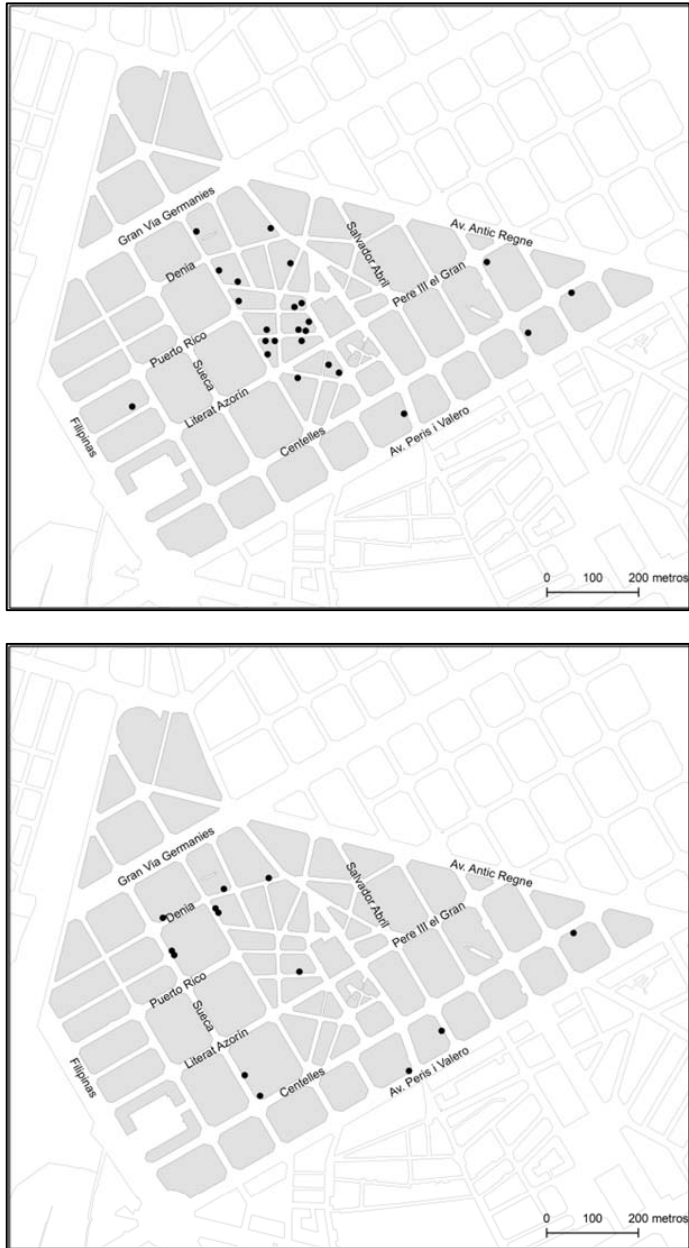 Gran Via Germanies
Salvador Abril
Av. Antic Regne
Denia
Pere III el Gran
Puerto Rico
Sueca
Literat Azorín
Filipinas
Centelles
Av. Peris i Valero
0 100 200 metros
Gran Via Germanies
Salvador Abril
Av. Antic Regne
Denia
Pere III el Gran
Puerto Rico
Sueca
Literat Azorín
Filipinas
Centelles
Av. Peris i Valero
0 100 200 metros